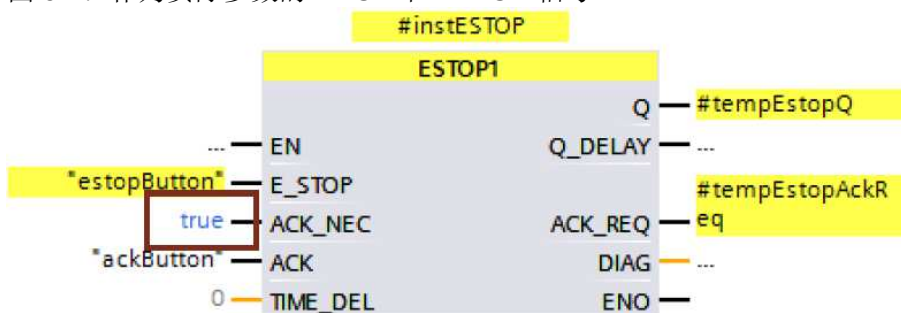 #instESTOP
ESTOP1
Q #tempEstopQ
... EN Q_DELAY ...
"estopButton" E_STOP
#tempEstopAckR
true ACK_NEC ACK_REQ eq
"ackButton" ACK DIAG ...
0 TIME_DEL ENO